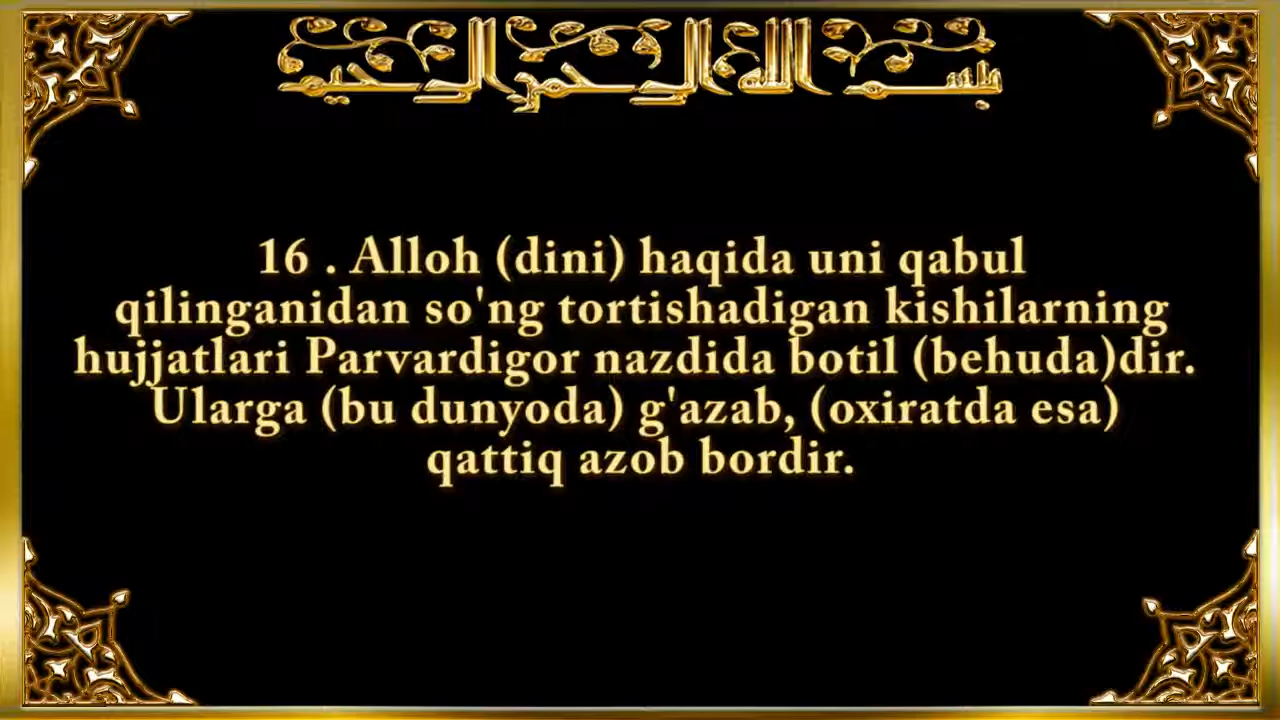 بسم الله الرحمن الرحيم
16 . Alloh (dini) haqida uni qabul
qilinganidan so'ng tortishadigan kishilarning
hujjatlari Parvardigor nazdida botil (behuda)dir.
Ularga (bu dunyoda) g'azab, (oxiratda esa)
qattiq azob bordir.